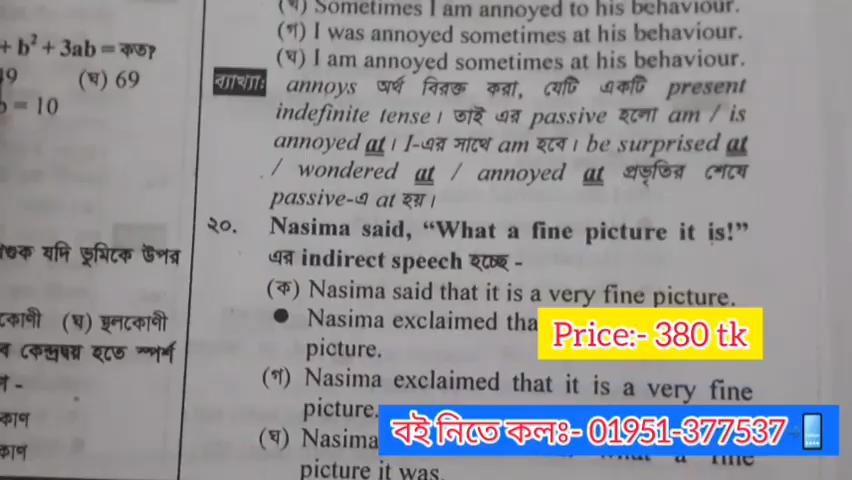 + b² + 3ab = কত?
(ঘ) 69
= 10
যদি ভূমিকে উপর
(ঘ) স্থূলকোণী
কেন্দ্রদ্বয় হতে স্পর্শ
(খ) Sometimes I am annoyed to his behaviour.
(গ) I was annoyed sometimes at his behaviour.
(ঘ) I am annoyed sometimes at his behaviour.
ব্যাখ্যা: annoys অর্থ বিরক্ত করা, যেটি একটি present
indefinite tense। তাই এর passive হলো am / is
annoyed at। I-এর সাথে am হবে। be surprised at
/ wondered at / annoyed at প্রভৃতির শেষে
passive-এ at হয়।
২০. Nasima said, “What a fine picture it is!”
এর indirect speech হচ্ছে -
(ক) Nasima said that it is a very fine picture.
Nasima exclaimed
picture.
(গ) Nasima exclaimed that it is a very fine
picture.
(ঘ) Nasima
picture it was.
Price:- 380 tk
বই নিতে কলঃ- 01951-377537